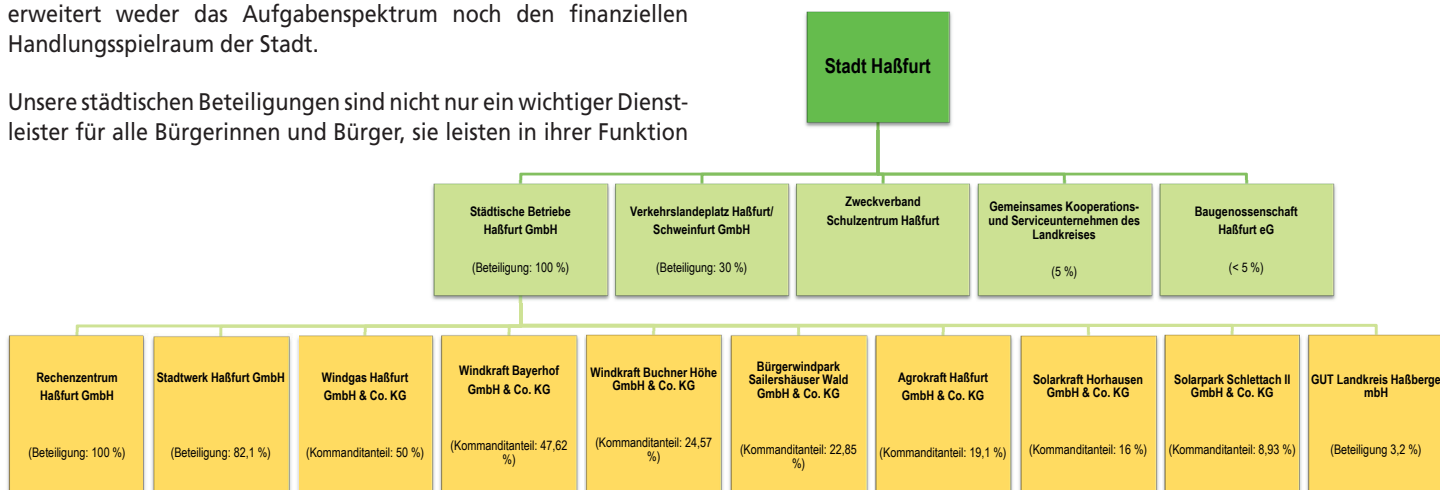 erweitert weder das Aufgabenspektrum noch den finanziellen
Handlungsspielraum der Stadt.
Unsere städtischen Beteiligungen sind nicht nur ein wichtiger Dienst-
leister für alle Bürgerinnen und Bürger, sie leisten in ihrer Funktion
Stadt Haßfurt
Städtische Betriebe
Haßfurt GmbH
(Beteiligung: 100 %)
Verkehrslandeplatz Haßfurt/
Schweinfurt GmbH
(Beteiligung: 30 %)
Zweckverband
Schulzentrum Haßfurt
Gemeinsames Kooperations-
und Serviceunternehmen des
Landkreises
(5 %)
Baugenossenschaft
Haßfurt eG
(< 5 %)
Rechenzentrum
Haßfurt GmbH
(Beteiligung: 100 %)
Stadtwerk Haßfurt GmbH
(Beteiligung: 82,1 %)
Windgas Haßfurt
GmbH & Co. KG
(Kommanditanteil: 50 %)
Windkraft Bayerhof
GmbH & Co. KG
(Kommanditanteil: 47,62
%)
Windkraft Buchner Höhe
GmbH & Co. KG
(Kommanditanteil: 24,57
%)
Bürgerwindpark
Sailershäuser Wald
GmbH & Co. KG
(Kommanditanteil: 22,85
%)
Agrokraft Haßfurt
GmbH & Co. KG
(Kommanditanteil: 19,1 %)
Solarkraft Horhausen
GmbH & Co. KG
(Kommanditanteil: 16 %)
Solarpark Schlettach II
GmbH & Co. KG
(Kommanditanteil: 8,93 %)
GUT Landkreis Haßberge
mbH
(Beteiligung 3,2 %)